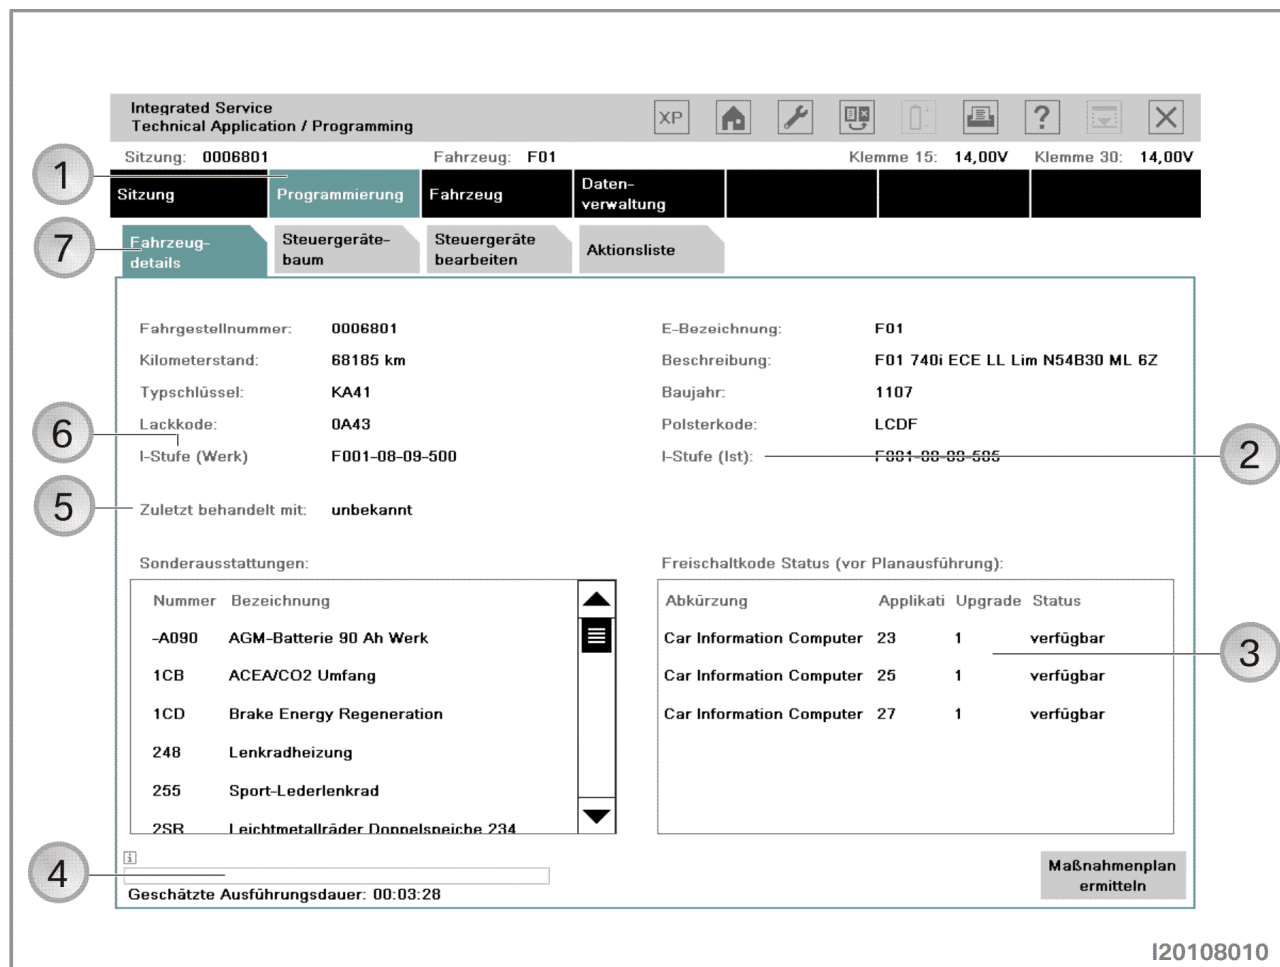 Integrated Service
Technical Application / Programming
XP
?
Sitzung: 0006801 Fahrzeug: F01 Klemme 15: 14,00V Klemme 30: 14,00V
1
Sitzung Programmierung Fahrzeug Daten-
verwaltung
7
Fahrzeug-
details
Steuergeräte-
baum
Steuergeräte
bearbeiten
Aktionsliste
Fahrgestellnummer: 0006801 E-Bezeichnung: F01
Kilometerstand: 68185 km Beschreibung: F01 740i ECE LL Lim N54B30 ML 6Z
Typschlüssel: KA41 Baujahr: 1107
Lackkode: 0A43 Polsterkode: LCDF
6
I-Stufe (Werk) F001-08-09-500 I-Stufe (Ist): F001-08-09-505
2
5
Zuletzt behandelt mit: unbekannt
Sonderausstattungen: Freischaltkode Status (vor Planausführung):
Nummer Bezeichnung Abkürzung Applikati Upgrade Status
-A090 AGM-Batterie 90 Ah Werk Car Information Computer 23 1 verfügbar
3
1CB ACEA/CO2 Umfang Car Information Computer 25 1 verfügbar
1CD Brake Energy Regeneration Car Information Computer 27 1 verfügbar
248 Lenkradheizung
255 Sport-Lederlenkrad
2SR Leichtmetallräder Doppelspeiche 234
i
4
Geschätzte Ausführungsdauer: 00:03:28
Maßnahmenplan
ermitteln
I20108010